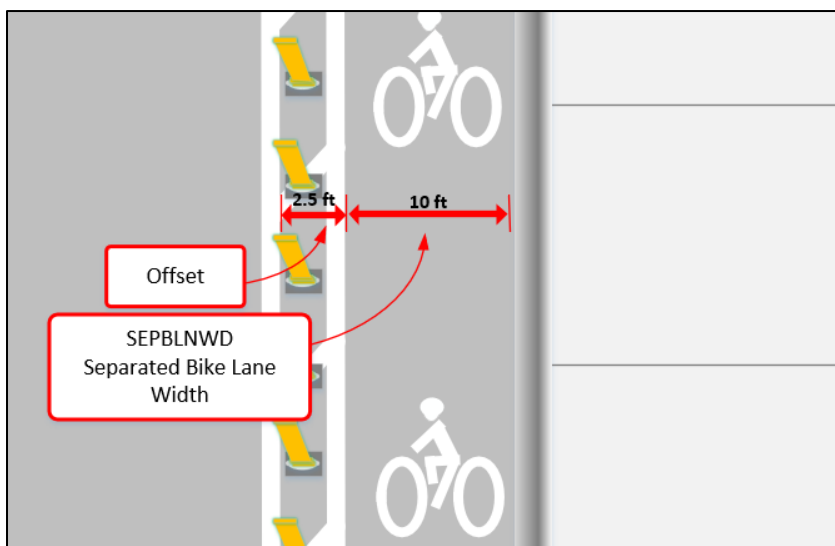 2.5 ft
10 ft
Offset
SEPBLNWD
Separated Bike Lane
Width